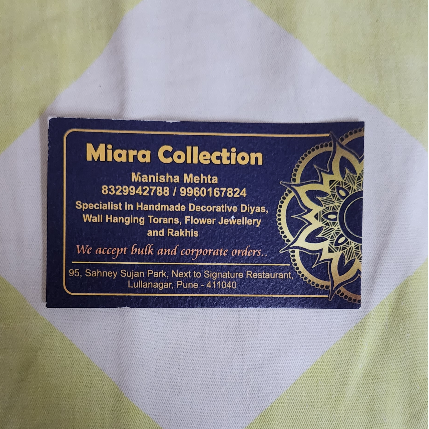 Miara Collection
Manisha Mehta
8329942788 / 9960167824
Specialist In Handmade Decorative Diyas,
Wall Hanging Torans, Flower Jewellery
and Rakhis
We accept bulk and corporate orders..
95, Sahney Sujan Park, Next to Signature Restaurant,
Lullanagar, Pune - 411040